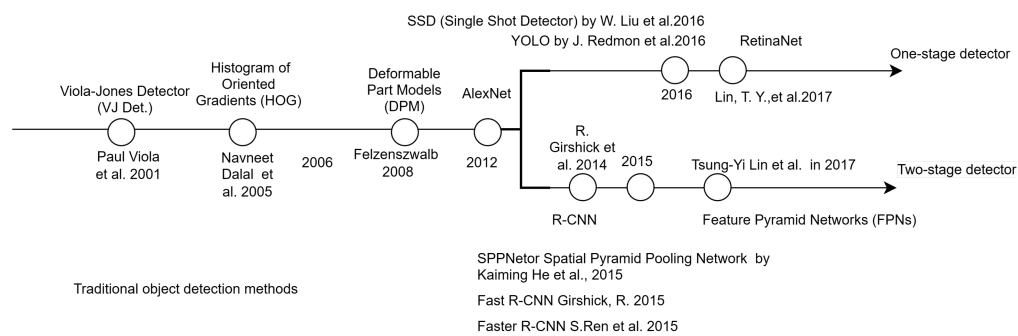 SSD (Single Shot Detector) by W. Liu et al.2016
YOLO by J. Redmon et al.2016
RetinaNet
One-stage detector
2016
Lin, T. Y.,et al.2017
Viola-Jones Detector
(VJ Det.)
Histogram of
Oriented
Gradients (HOG)
Deformable
Part Models
(DPM)
AlexNet
Paul Viola
et al. 2001
Navneet
Dalal et
al. 2005
2006
Felzenszwalb
2008
2012
R.
Girshick et
al. 2014
2015
Tsung-Yi Lin et al. in 2017
Two-stage detector
R-CNN
Feature Pyramid Networks (FPNs)
SPPNetor Spatial Pyramid Pooling Network by
Kaiming He et al., 2015
Traditional object detection methods
Fast R-CNN Girshick, R. 2015
Faster R-CNN S.Ren et al. 2015